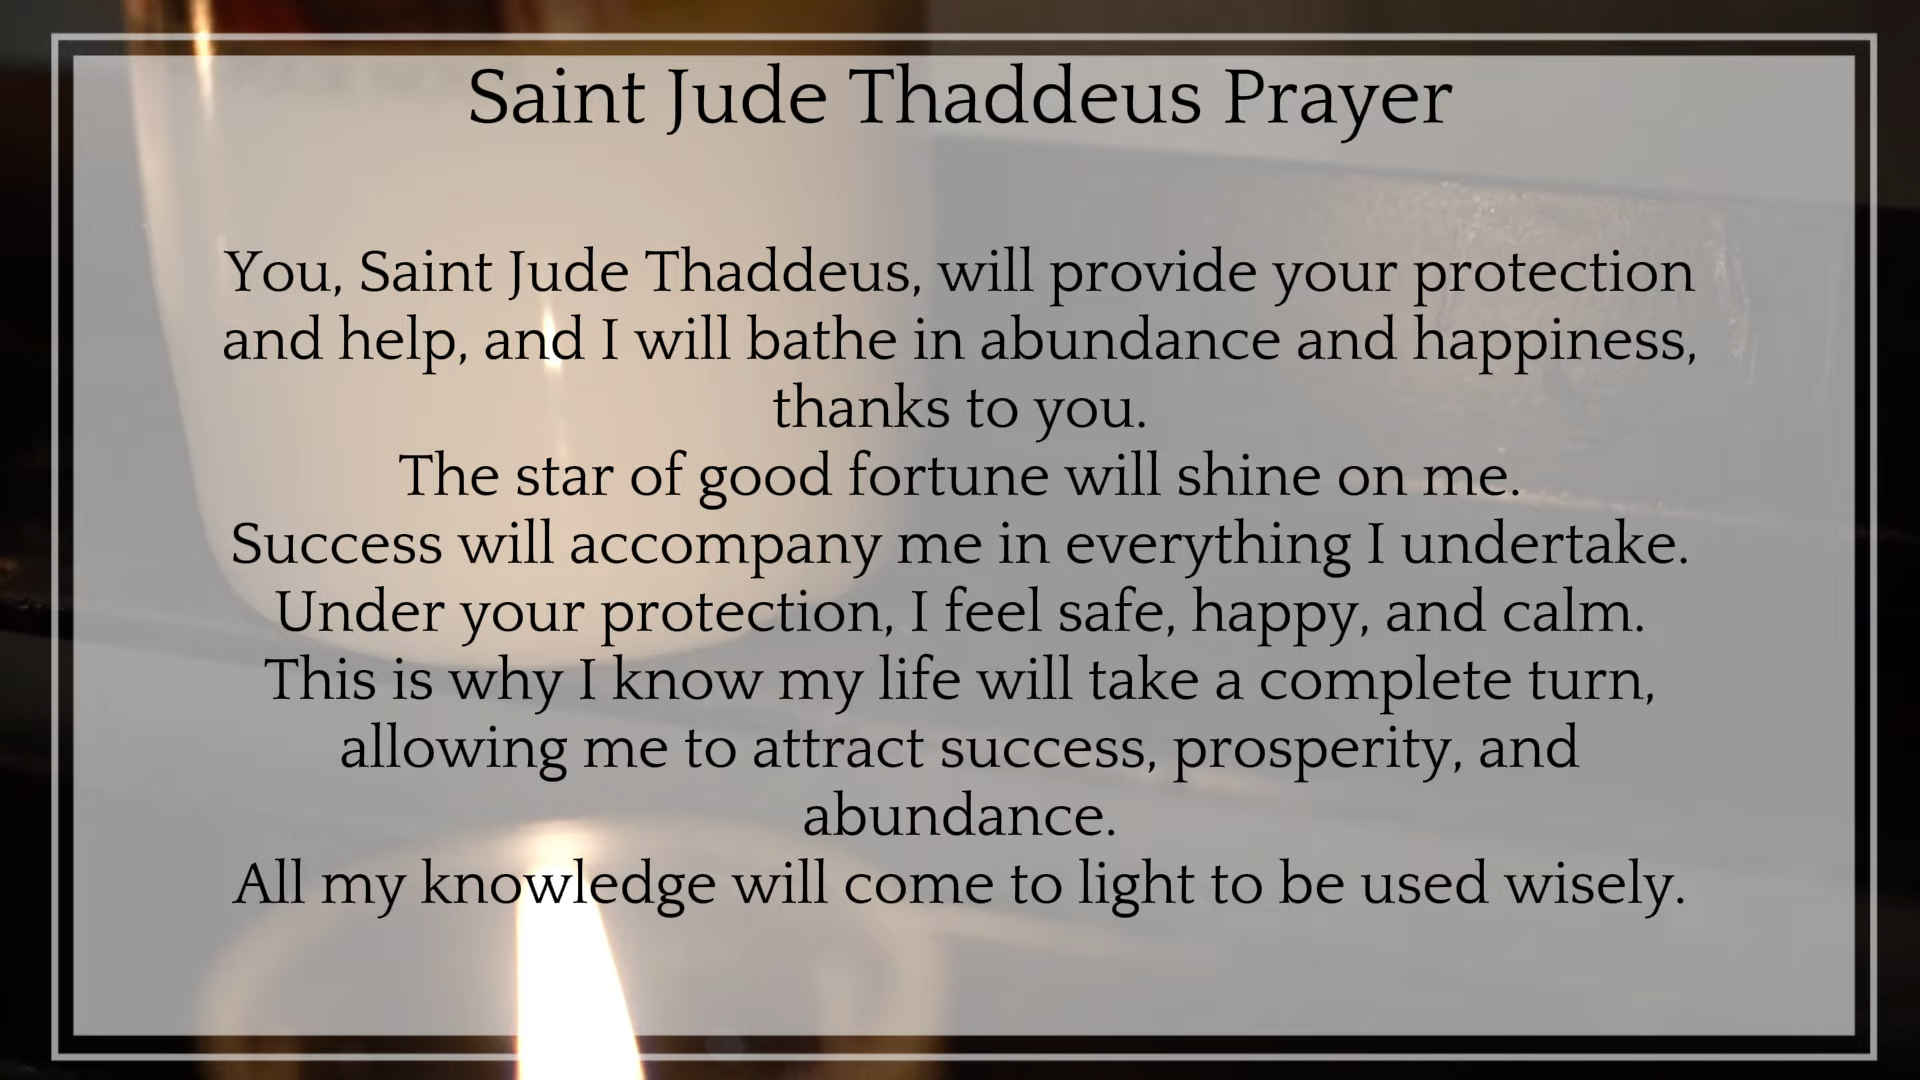 Saint Jude Thaddeus Prayer
You, Saint Jude Thaddeus, will provide your protection
and help, and I will bathe in abundance and happiness,
thanks to you.
The star of good fortune will shine on me.
Success will accompany me in everything I undertake.
Under your protection, I feel safe, happy, and calm.
This is why I know my life will take a complete turn,
allowing me to attract success, prosperity, and
abundance.
All my knowledge will come to light to be used wisely.